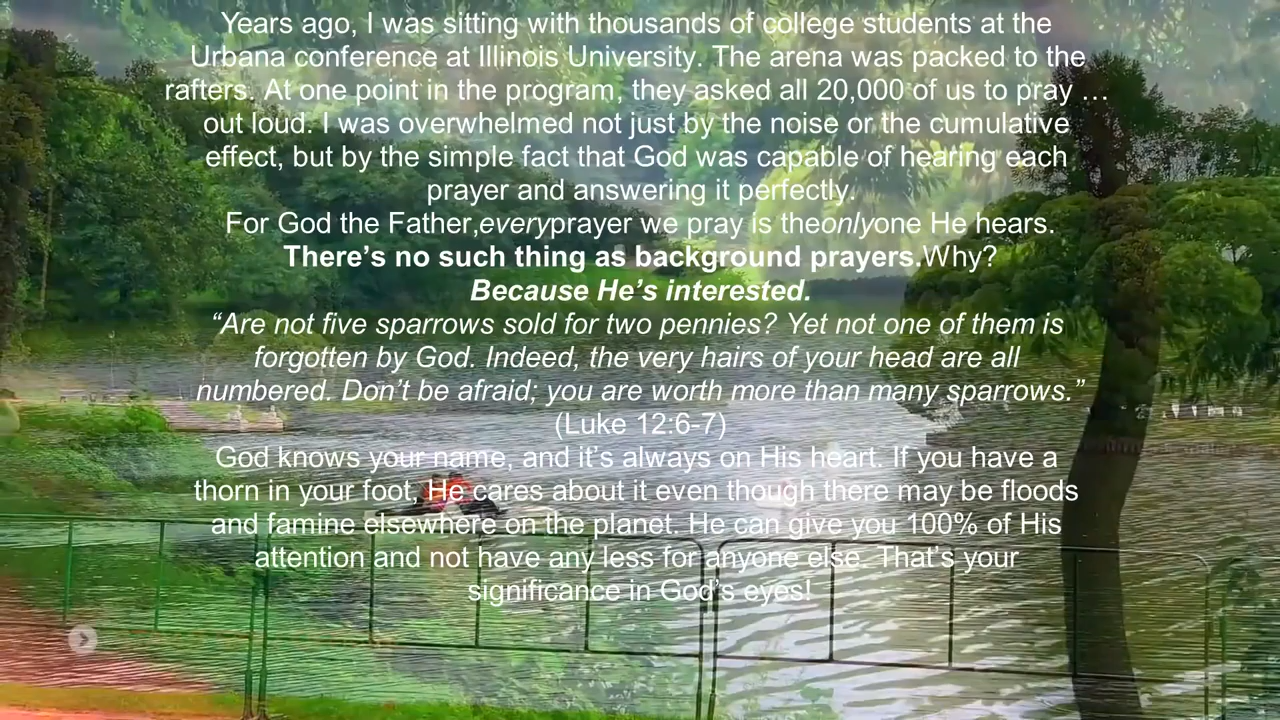 Years ago, I was sitting with thousands of college students at the
Urbana conference at Illinois University. The arena was packed to the
rafters. At one point in the program, they asked all 20,000 of us to pray …
out loud. I was overwhelmed not just by the noise or the cumulative
effect, but by the simple fact that God was capable of hearing each
prayer and answering it perfectly.
For God the Father,everyprayer we pray is theonlyone He hears.
There’s no such thing as background prayers.Why?
Because He’s interested.
“Are not five sparrows sold for two pennies? Yet not one of them is
forgotten by God. Indeed, the very hairs of your head are all
numbered. Don’t be afraid; you are worth more than many sparrows.”
(Luke 12:6-7)
God knows your name, and it’s always on His heart. If you have a
thorn in your foot, He cares about it even though there may be floods
and famine elsewhere on the planet. He can give you 100% of His
attention and not have any less for anyone else. That’s your
significance in God’s eyes!